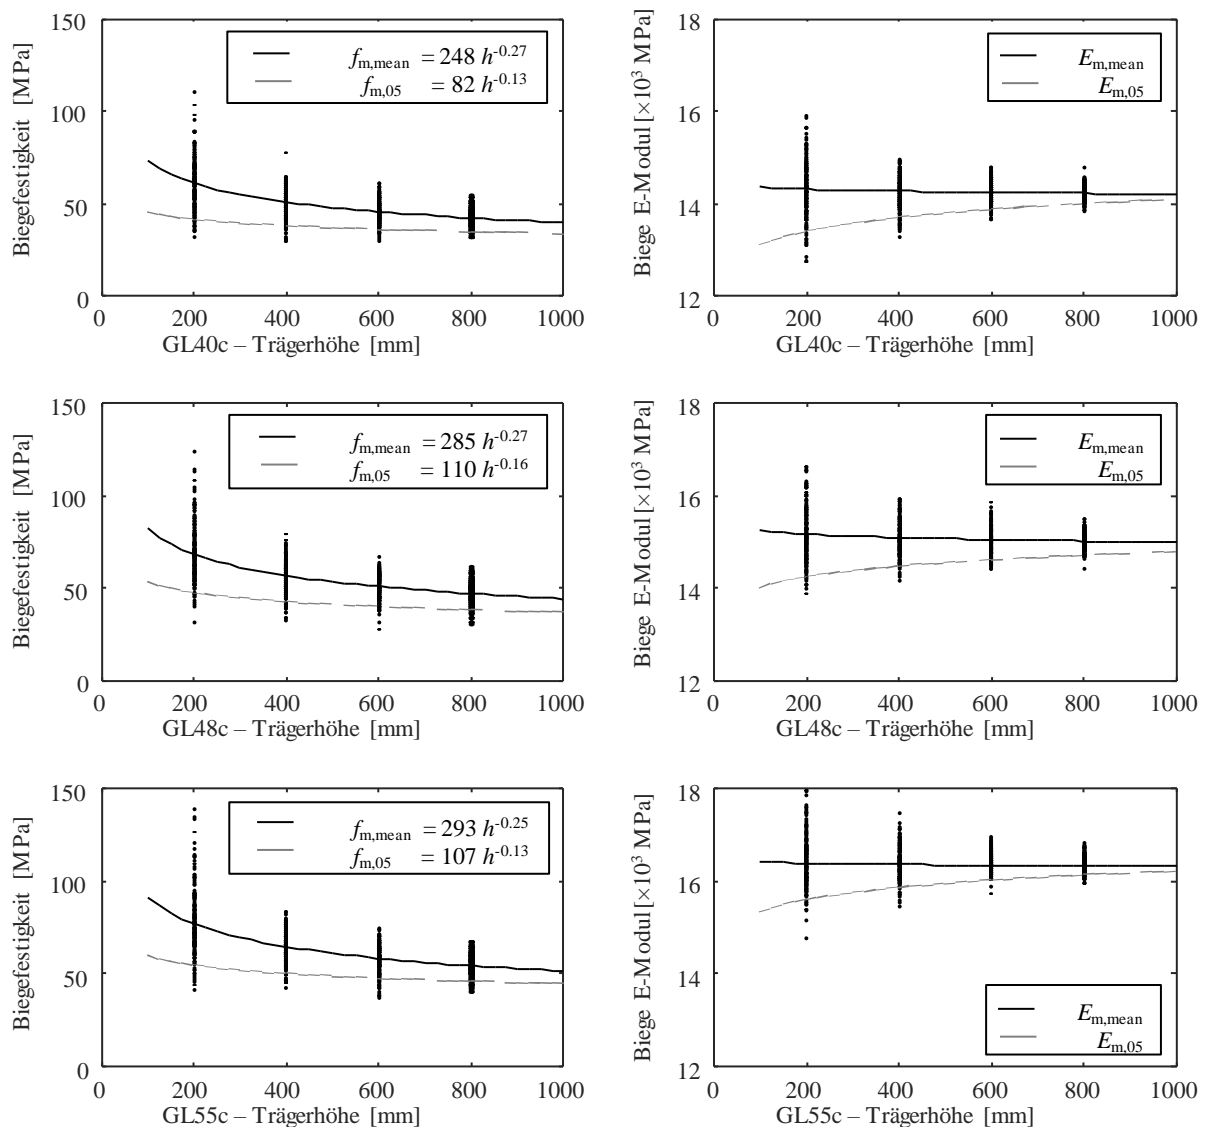 150
100
50
0
Biegefestigkeit [MPa]
f_m,mean = 248 h^-0.27
f_m,05 = 82 h^-0.13
0 200 400 600 800 1000
GL40c – Trägerhöhe [mm]
18
16
14
12
Biege E-Modul [×10³ MPa]
E_m,mean
E_m,05
0 200 400 600 800 1000
GL40c – Trägerhöhe [mm]
150
100
50
0
Biegefestigkeit [MPa]
f_m,mean = 285 h^-0.27
f_m,05 = 110 h^-0.16
0 200 400 600 800 1000
GL48c – Trägerhöhe [mm]
18
16
14
12
Biege E-Modul [×10³ MPa]
E_m,mean
E_m,05
0 200 400 600 800 1000
GL48c – Trägerhöhe [mm]
150
100
50
0
Biegefestigkeit [MPa]
f_m,mean = 293 h^-0.25
f_m,05 = 107 h^-0.13
0 200 400 600 800 1000
GL55c – Trägerhöhe [mm]
18
16
14
12
Biege E-Modul [×10³ MPa]
E_m,mean
E_m,05
0 200 400 600 800 1000
GL55c – Trägerhöhe [mm]